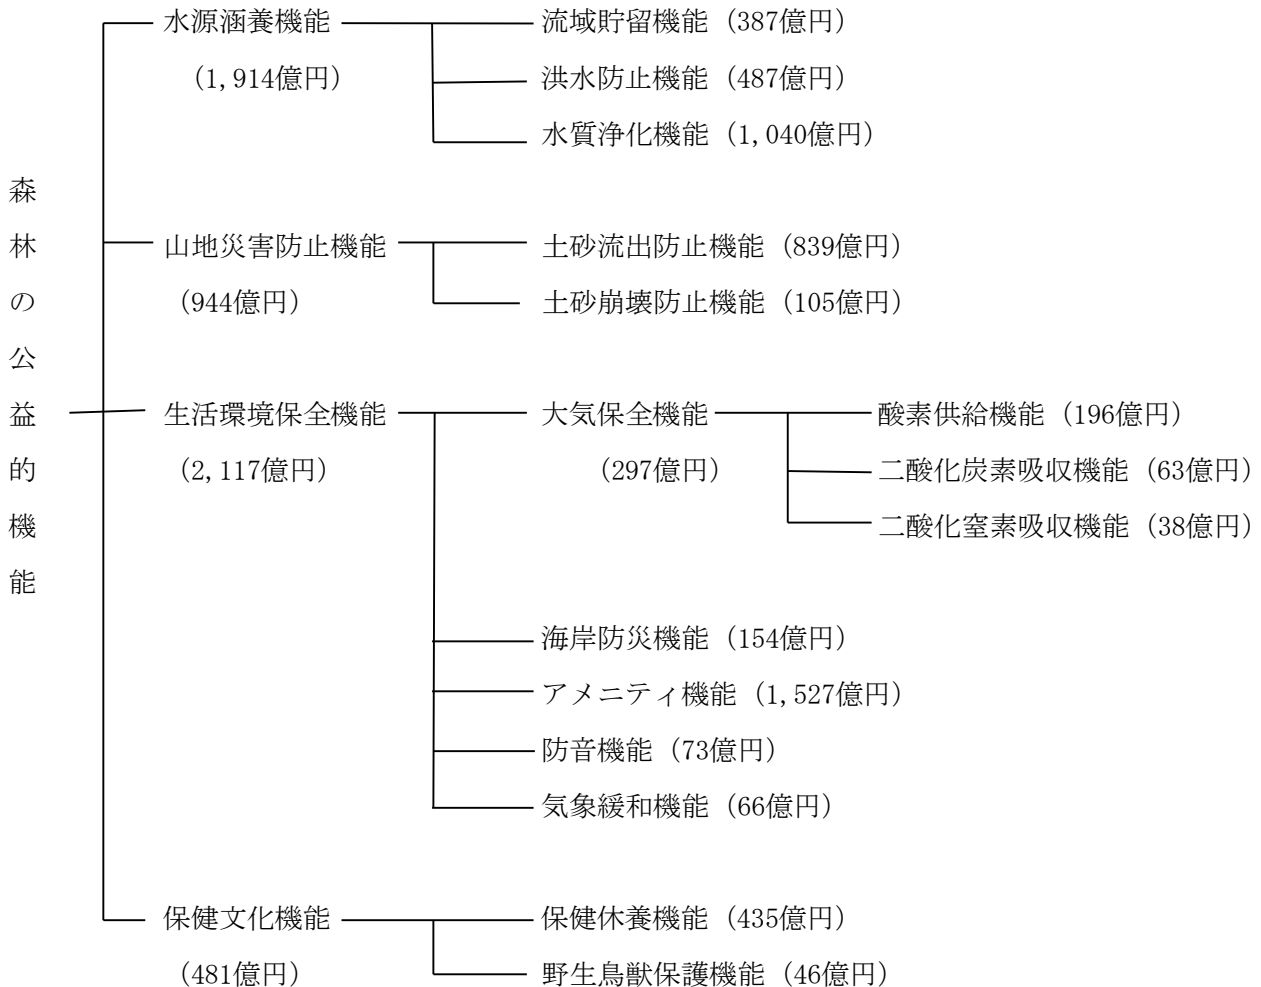 森林の公益的機能
水源涵養機能
（1,914億円）
流域貯留機能（387億円）
洪水防止機能（487億円）
水質浄化機能（1,040億円）
山地災害防止機能
（944億円）
土砂流出防止機能（839億円）
土砂崩壊防止機能（105億円）
生活環境保全機能
（2,117億円）
大気保全機能
（297億円）
酸素供給機能（196億円）
二酸化炭素吸収機能（63億円）
二酸化窒素吸収機能（38億円）
海岸防災機能（154億円）
アメニティ機能（1,527億円）
防音機能（73億円）
気象緩和機能（66億円）
保健文化機能
（481億円）
保健休養機能（435億円）
野生鳥獣保護機能（46億円）